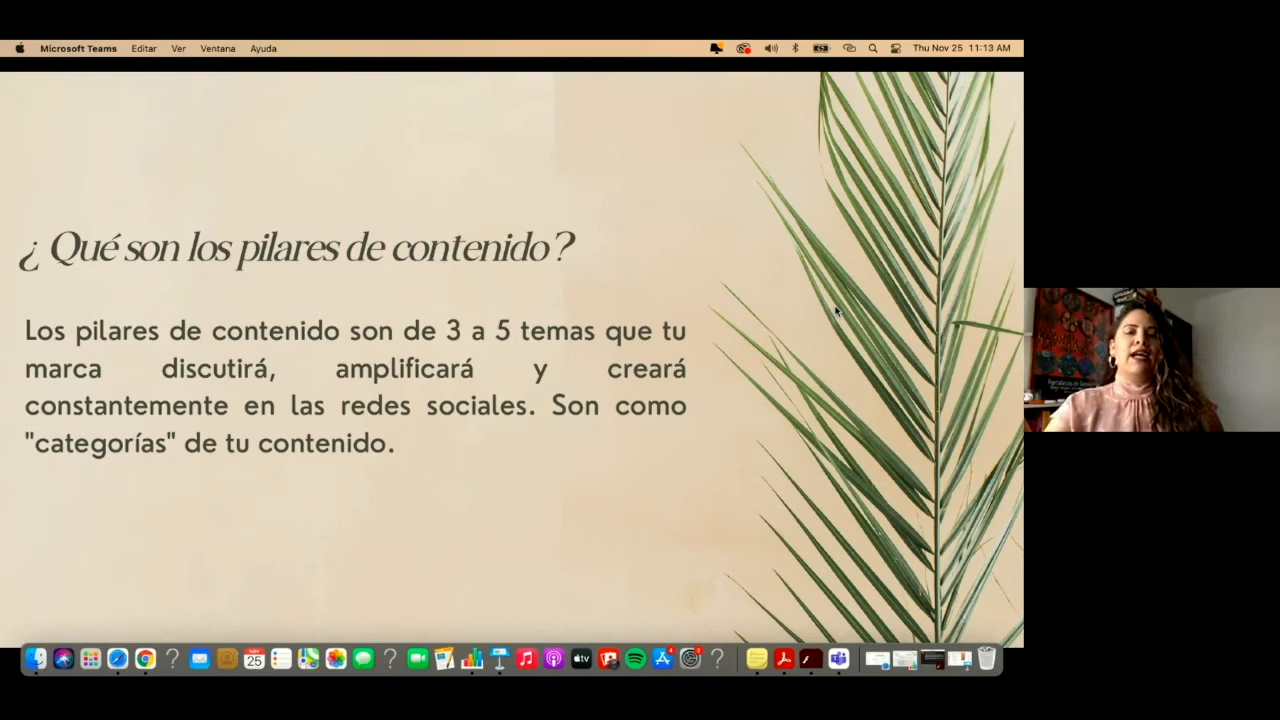 Microsoft Teams Editar Ver Ventana Ayuda Thu Nov 25 11:13 AM
¿ Qué son los pilares de contenido?
Los pilares de contenido son de 3 a 5 temas que tu
marca discutirá, amplificará y creará
constantemente en las redes sociales. Son como
"categorías" de tu contenido.
25
tv